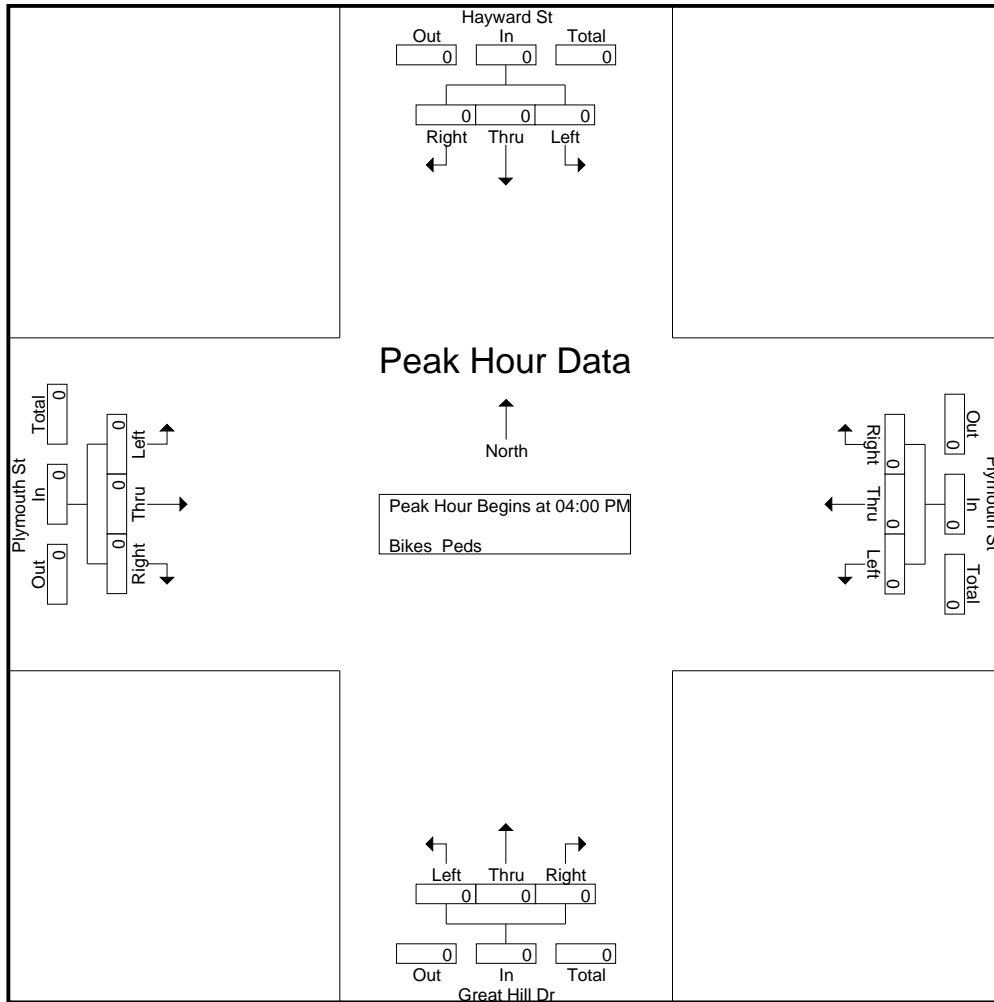 Hayward St
Out In Total
0 0 0
0 0 0
Right Thru Left
Peak Hour Data
North
Peak Hour Begins at 04:00 PM
Bikes Peds
Plymouth St
Total In Out
0 0 0
0 0 0
Left Thru Right
Plymouth St
Out In Total
0 0 0
0 0 0
Right Thru Left
Left Thru Right
0 0 0
0 0 0
Out In Total
Great Hill Dr